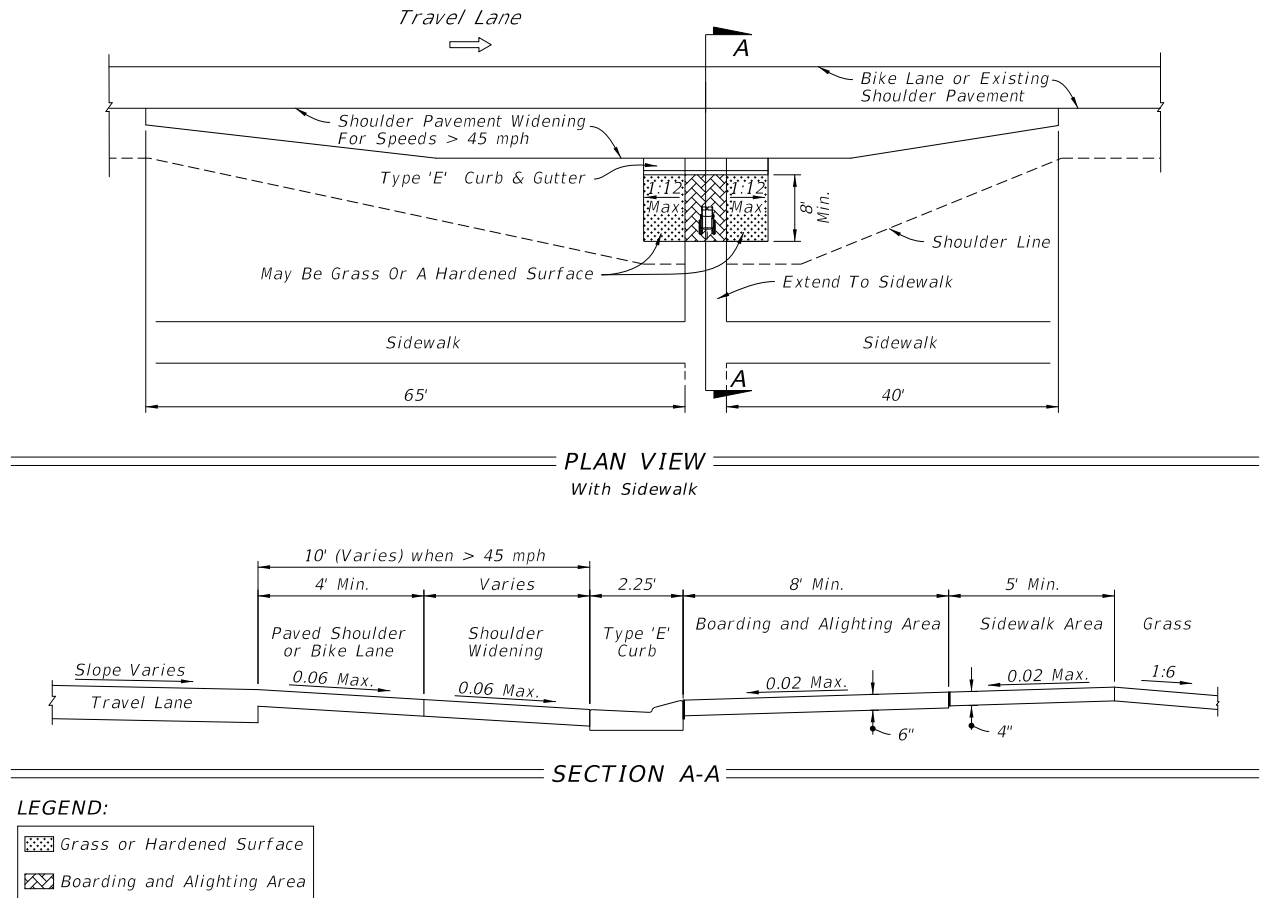 Travel Lane
A
Bike Lane or Existing
Shoulder Pavement
Shoulder Pavement Widening
For Speeds > 45 mph
Type 'E' Curb & Gutter
1:12
Max
1:12
Max
8'
Min.
Shoulder Line
May Be Grass Or A Hardened Surface
Extend To Sidewalk
Sidewalk
Sidewalk
A
65'
40'
PLAN VIEW
With Sidewalk
10' (Varies) when > 45 mph
4' Min.
Varies
2.25'
8' Min.
5' Min.
Paved Shoulder
or Bike Lane
Shoulder
Widening
Type 'E'
Curb
Boarding and Alighting Area
Sidewalk Area
Grass
Slope Varies
0.06 Max.
0.06 Max.
0.02 Max.
0.02 Max.
1:6
Travel Lane
6"
4"
SECTION A-A
LEGEND:
Grass or Hardened Surface
Boarding and Alighting Area